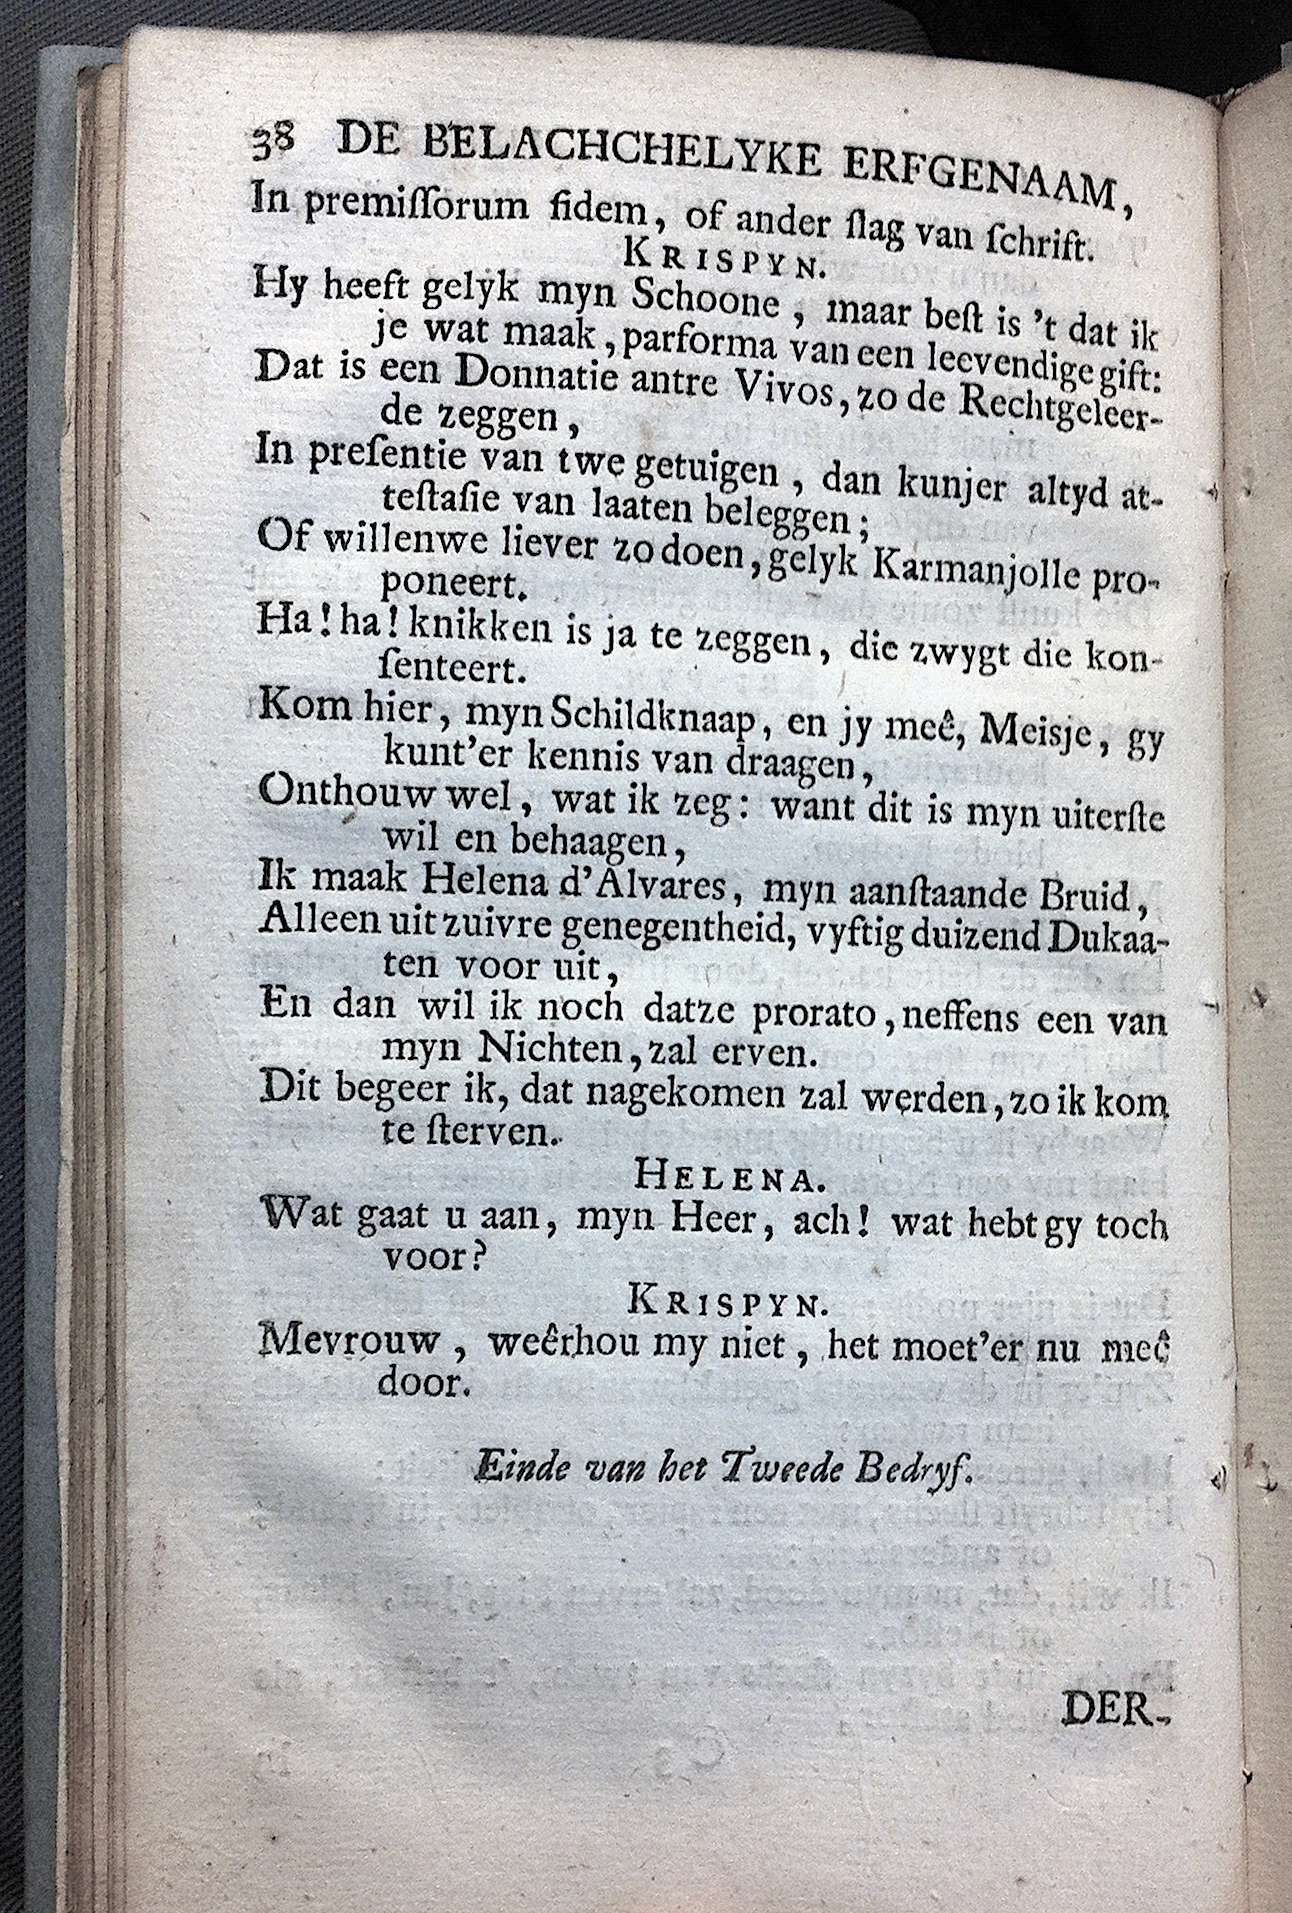 38 DE BELACHCHELYKE ERFGENAAM,
In premiſſorum fidem, of ander ſlag van ſchrift.
KRISPYN.
Hy heeft gelyk myn Schoone, maar beſt is 't dat ik
je wat maak, parforma van een leevendige gift:
Dat is een Donnatie antre Vivos, zo de Rechtgeleer-
de zeggen,
In preſentie van twe getuigen, dan kunjer altyd at-
teſtaſie van laaten beleggen;
Of willenwe liever zo doen, gelyk Karmanjolle pro-
poneert.
Ha! ha! knikken is ja te zeggen, die zwygt die kon-
ſenteert.
Kom hier, myn Schildknaap, en jy meê, Meisje, gy
kunt'er kennis van draagen,
Onthouw wel, wat ik zeg: want dit is myn uiterſte
wil en behaagen,
Ik maak Helena d'Alvares, myn aanſtaande Bruid,
Alleen uit zuivre genegentheid, vyftig duizend Dukaa-
ten voor uit,
En dan wil ik noch datze prorato, neffens een van
myn Nichten, zal erven.
Dit begeer ik, dat nagekomen zal werden, zo ik kom
te ſterven.
HELENA.
Wat gaat u aan, myn Heer, ach! wat hebt gy toch
voor?
KRISPYN.
Mevrouw, weêrhou my niet, het moet'er nu meê
door.
Einde van het Tweede Bedryf.
DER-